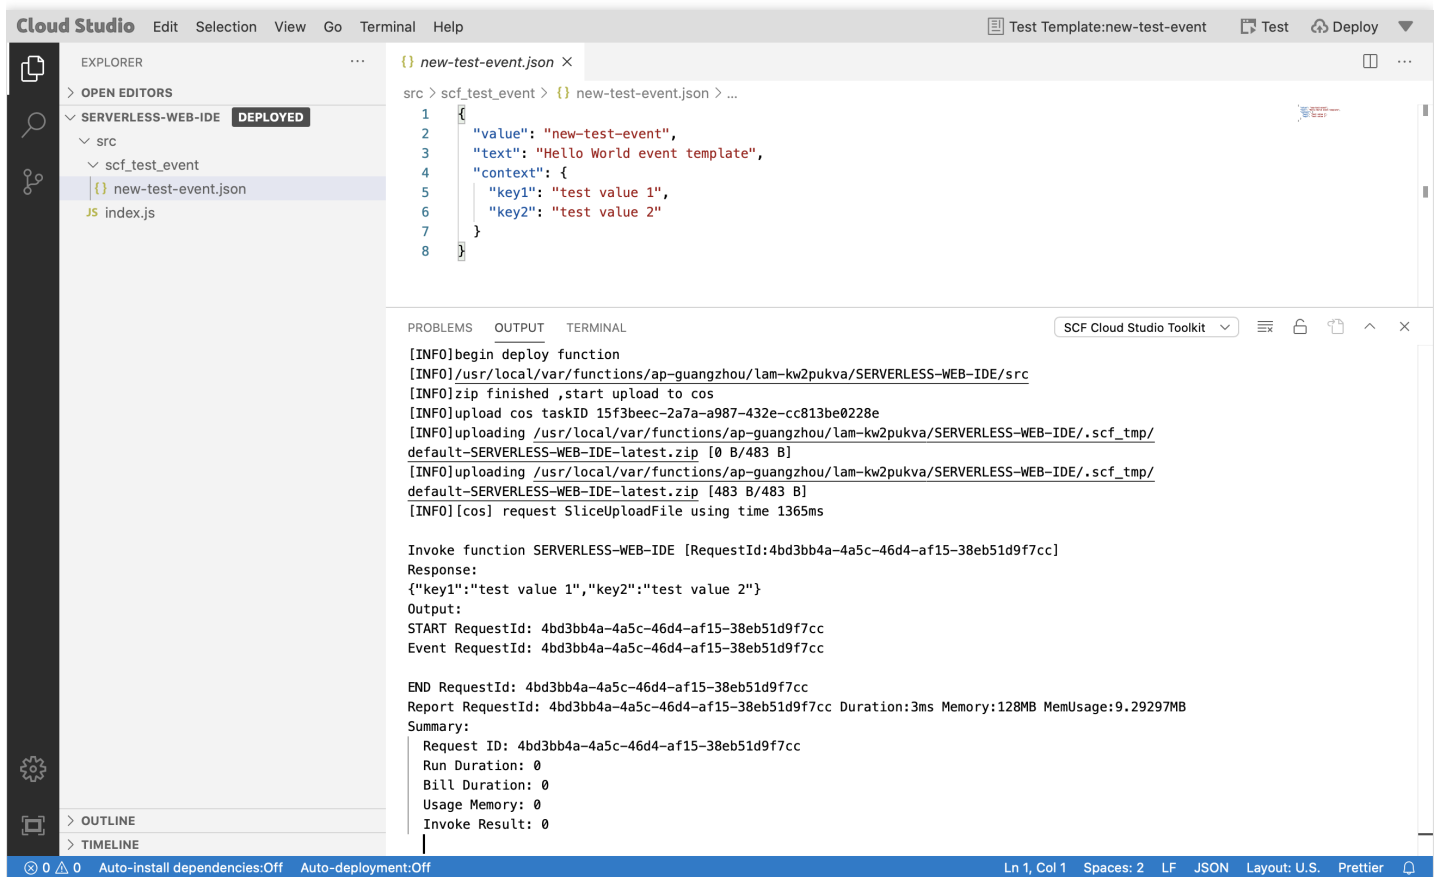 Cloud Studio Edit Selection View Go Terminal Help Test Template:new-test-event Test Deploy
EXPLORER ...
OPEN EDITORS
SERVERLESS-WEB-IDE DEPLOYED
src
scf_test_event
{} new-test-event.json
JS index.js
OUTLINE
TIMELINE
{} new-test-event.json ×
src > scf_test_event > {} new-test-event.json > ...
1 {
2 "value": "new-test-event",
3 "text": "Hello World event template",
4 "context": {
5 "key1": "test value 1",
6 "key2": "test value 2"
7 }
8 }
PROBLEMS OUTPUT TERMINAL SCF Cloud Studio Toolkit
[INFO]begin deploy function
[INFO]/usr/local/var/functions/ap-guangzhou/lam-kw2pukva/SERVERLESS-WEB-IDE/src
[INFO]zip finished ,start upload to cos
[INFO]upload cos taskID 15f3beec-2a7a-a987-432e-cc813be0228e
[INFO]uploading /usr/local/var/functions/ap-guangzhou/lam-kw2pukva/SERVERLESS-WEB-IDE/.scf_tmp/
default-SERVERLESS-WEB-IDE-latest.zip [0 B/483 B]
[INFO]uploading /usr/local/var/functions/ap-guangzhou/lam-kw2pukva/SERVERLESS-WEB-IDE/.scf_tmp/
default-SERVERLESS-WEB-IDE-latest.zip [483 B/483 B]
[INFO][cos] request SliceUploadFile using time 1365ms
Invoke function SERVERLESS-WEB-IDE [RequestId:4bd3bb4a-4a5c-46d4-af15-38eb51d9f7cc]
Response:
{"key1":"test value 1","key2":"test value 2"}
Output:
START RequestId: 4bd3bb4a-4a5c-46d4-af15-38eb51d9f7cc
Event RequestId: 4bd3bb4a-4a5c-46d4-af15-38eb51d9f7cc
END RequestId: 4bd3bb4a-4a5c-46d4-af15-38eb51d9f7cc
Report RequestId: 4bd3bb4a-4a5c-46d4-af15-38eb51d9f7cc Duration:3ms Memory:128MB MemUsage:9.29297MB
Summary:
Request ID: 4bd3bb4a-4a5c-46d4-af15-38eb51d9f7cc
Run Duration: 0
Bill Duration: 0
Usage Memory: 0
Invoke Result: 0
0 0 Auto-install dependencies:Off Auto-deployment:Off Ln 1, Col 1 Spaces: 2 LF JSON Layout: U.S. Prettier